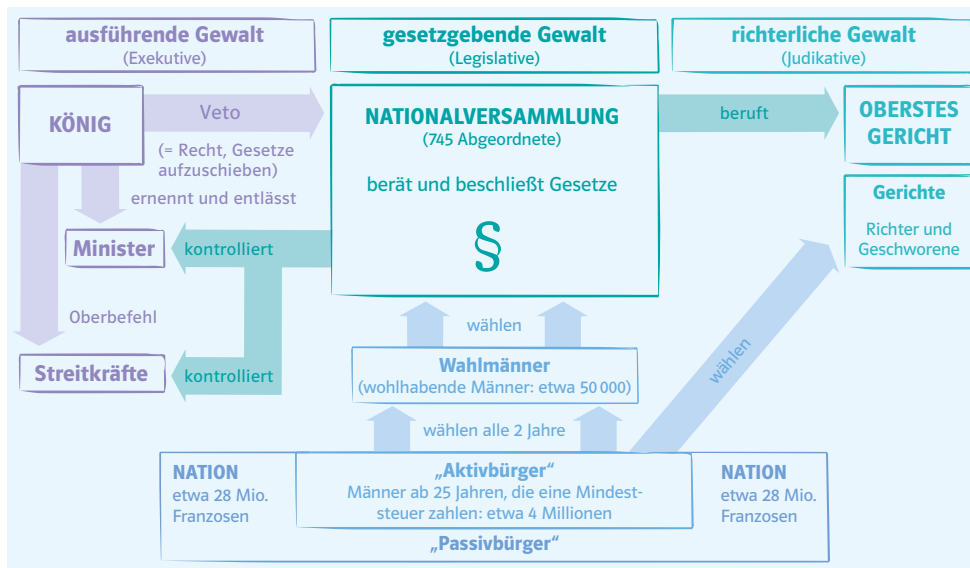 ausführende Gewalt
(Exekutive)
gesetzgebende Gewalt
(Legislative)
richterliche Gewalt
(Judikative)
KÖNIG
Veto
(= Recht, Gesetze
aufzuschieben)
ernennt und entlässt
NATIONALVERSAMMLUNG
(745 Abgeordnete)
berät und beschließt Gesetze
§
beruft
OBERSTES
GERICHT
Gerichte
Richter und
Geschworene
Minister
kontrolliert
Oberbefehl
Streitkräfte
kontrolliert
wählen
Wahlmänner
(wohlhabende Männer: etwa 50 000)
wählen
wählen alle 2 Jahre
NATION
etwa 28 Mio.
Franzosen
„Aktivbürger“
Männer ab 25 Jahren, die eine Mindest-
steuer zahlen: etwa 4 Millionen
NATION
etwa 28 Mio.
Franzosen
„Passivbürger“